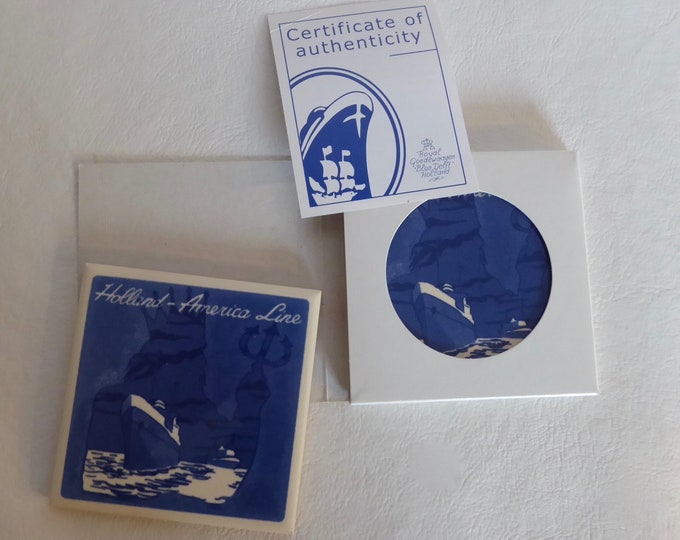 Certificate of
authenticity
Royal
Goedewaagen
"Blue Delft"
Holland
Holland - America Line